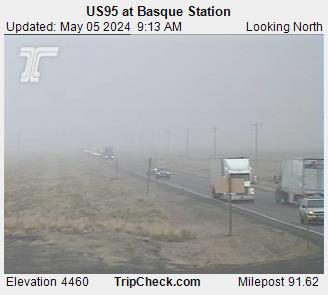 US95 at Basque Station
Updated: May 05 2024 9:13 AM Looking North
Elevation 4460 TripCheck.com Milepost 91.62